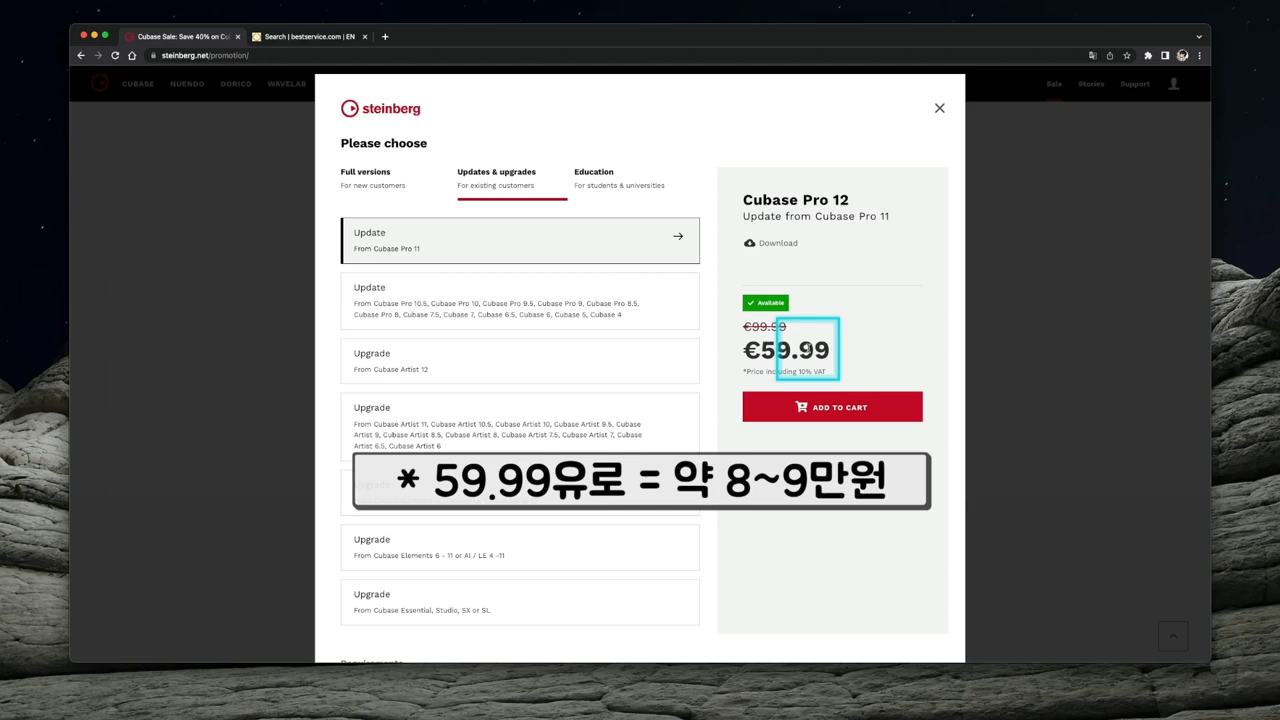 Cubase Sale: Save 40% on Cu
Search | bestservice.com | EN
steinberg.net/promotion/
CUBASE
NUENDO
DORICO
WAVELAB
Sale
Stories
Support
steinberg
Please choose
Full versions
For new customers
Updates & upgrades
For existing customers
Education
For students & universities
Update
From Cubase Pro 11
Update
From Cubase Pro 10.5, Cubase Pro 10, Cubase Pro 9.5, Cubase Pro 9, Cubase Pro 8.5,
Cubase Pro 8, Cubase 7.5, Cubase 7, Cubase 6.5, Cubase 6, Cubase 5, Cubase 4
Upgrade
From Cubase Artist 12
Upgrade
From Cubase Artist 11, Cubase Artist 10.5, Cubase Artist 10, Cubase Artist 9.5, Cubase
Artist 9, Cubase Artist 8.5, Cubase Artist 8, Cubase Artist 7.5, Cubase Artist 7, Cubase
Artist 6.5, Cubase Artist 6
Upgrade
* 59.99유로 = 약 8~9만원
Upgrade
From Cubase Elements 6 - 11 or AI / LE 4 -11
Upgrade
From Cubase Essential, Studio, SX or SL
Requirements
Cubase Pro 12
Update from Cubase Pro 11
Download
Available
€99.99
€59.99
*Price including 10% VAT
ADD TO CART